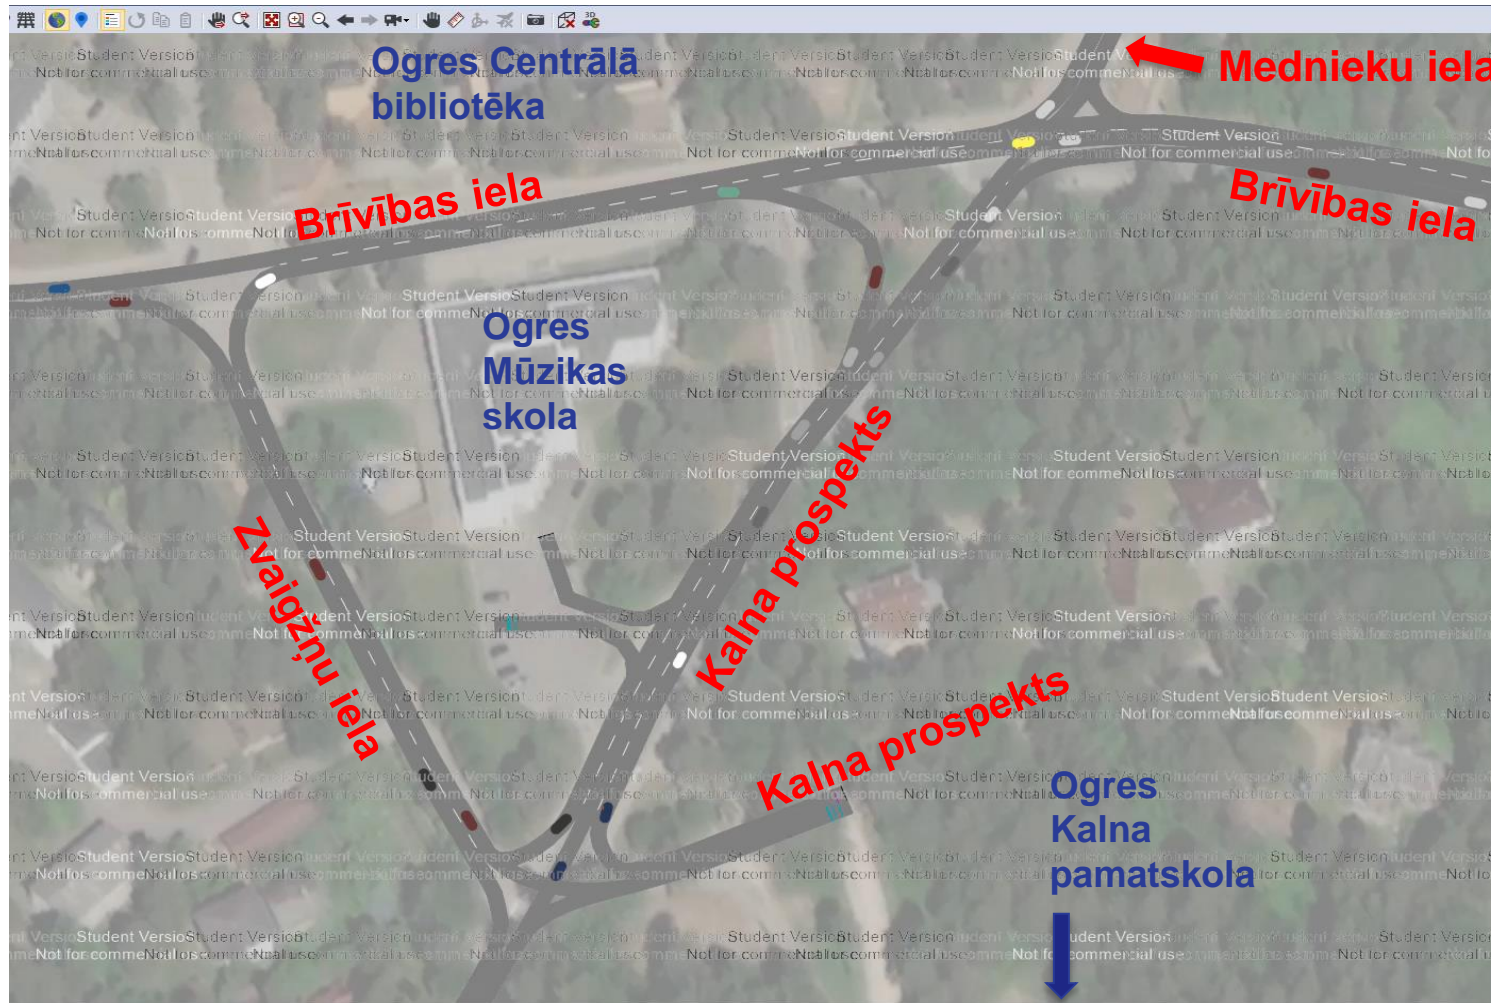 Ogres Centrālā
bibliotēka
Mednieku iela
Brīvības iela
Brīvības iela
Ogres
Mūzikas
skola
Kalna prospekts
Zvaigžņu iela
Kalna prospekts
Ogres
Kalna
pamatskola
Student Version
Not for commercial use